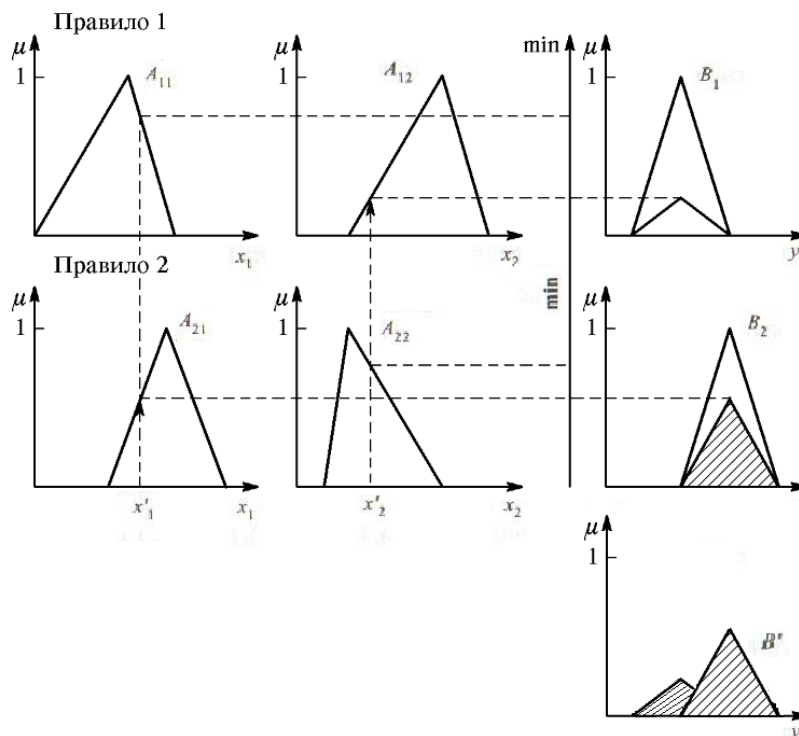 Правило 1
μ
1
A₁₁
x₁
A₁₂
x₂
min
μ
1
B₁
y
Правило 2
μ
1
A₂₁
x'₁
x₁
μ
1
A₂₂
x'₂
x₂
min
μ
1
B₂
y
μ
1
B'
y